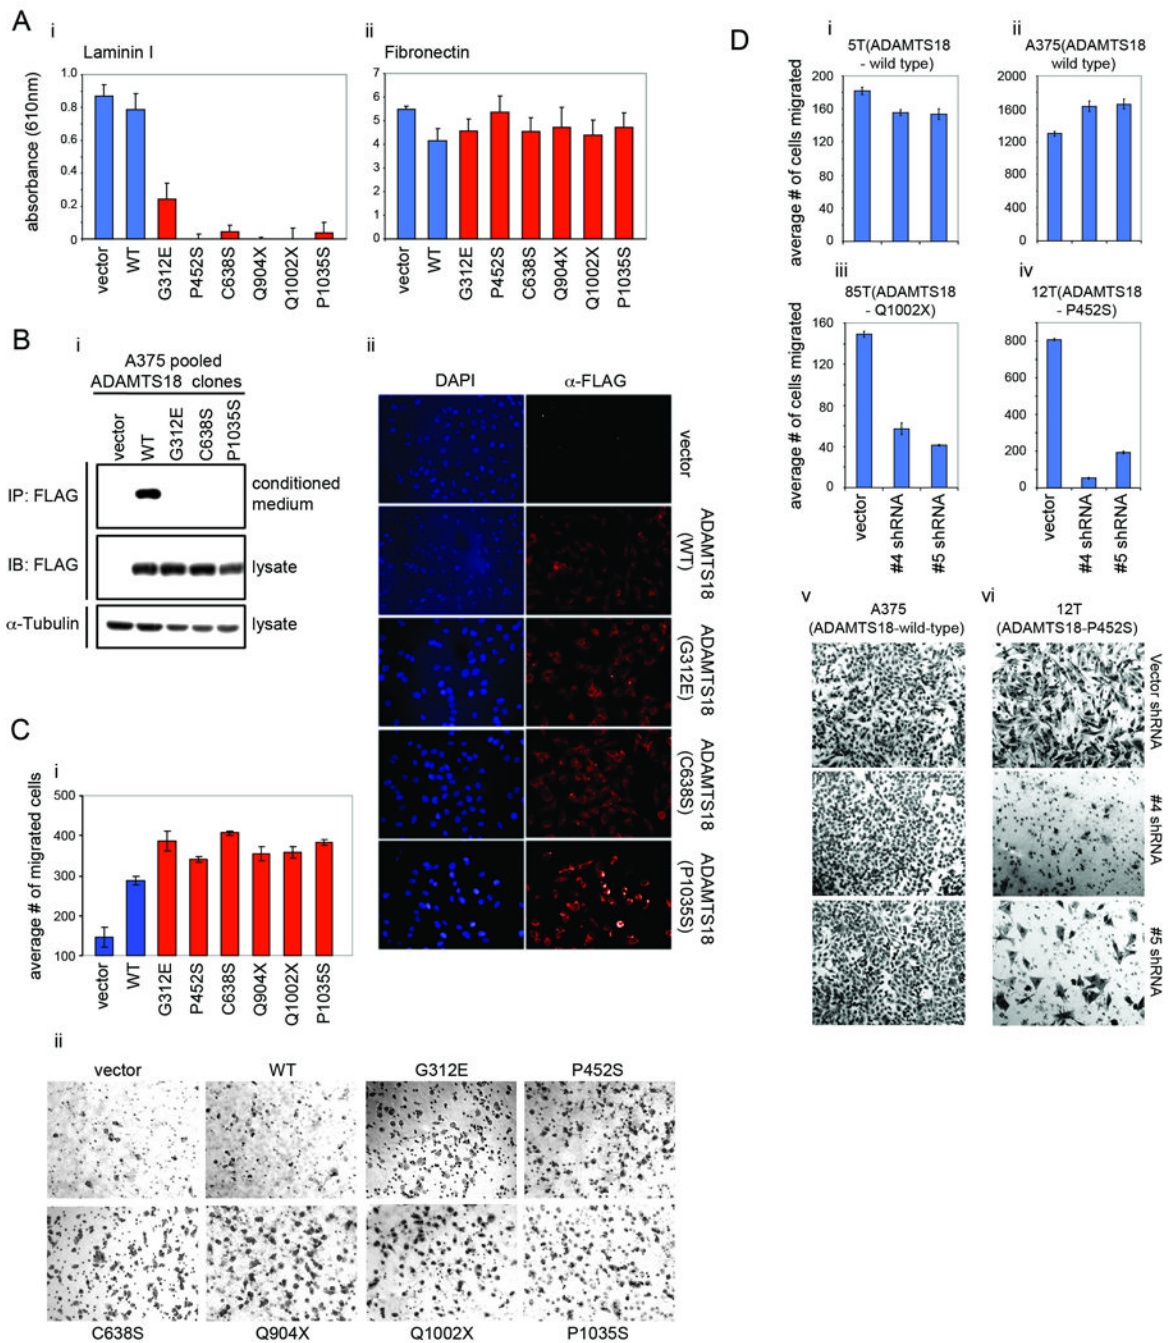 A
i
Laminin I
absorbance (610nm)
1.0
0.8
0.6
0.4
0.2
0
vector
WT
G312E
P452S
C638S
Q904X
Q1002X
P1035S
ii
Fibronectin
7
6
5
4
3
2
1
0
vector
WT
G312E
P452S
C638S
Q904X
Q1002X
P1035S
B
i
A375 pooled
ADAMTS18 clones
vector
WT
G312E
C638S
P1035S
IP: FLAG
conditioned
medium
IB: FLAG
lysate
α-Tubulin
lysate
ii
DAPI
α-FLAG
vector
ADAMTS18
(WT)
ADAMTS18
(G312E)
ADAMTS18
(C638S)
ADAMTS18
(P1035S)
C
i
average # of migrated cells
500
400
300
200
100
vector
WT
G312E
P452S
C638S
Q904X
Q1002X
P1035S
ii
vector
WT
G312E
P452S
C638S
Q904X
Q1002X
P1035S
D
i
5T(ADAMTS18
- wild type)
average # of cells migrated
200
160
120
80
40
0
ii
A375(ADAMTS18
wild type)
2000
1600
1200
800
400
0
iii
85T(ADAMTS18
- Q1002X)
average # of cells migrated
160
120
80
40
0
vector
#4 shRNA
#5 shRNA
iv
12T(ADAMTS18
- P452S)
800
600
400
200
0
vector
#4 shRNA
#5 shRNA
v
A375
(ADAMTS18-wild-type)
vi
12T
(ADAMTS18-P452S)
Vector shRNA
#4 shRNA
#5 shRNA